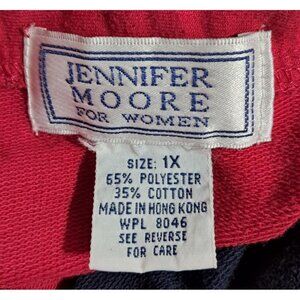 JENNIFER
MOORE
FOR WOMEN
SIZE: 1X
65% POLYESTER
35% COTTON
MADE IN HONG KONG
WPL 8046
SEE REVERSE
FOR CARE